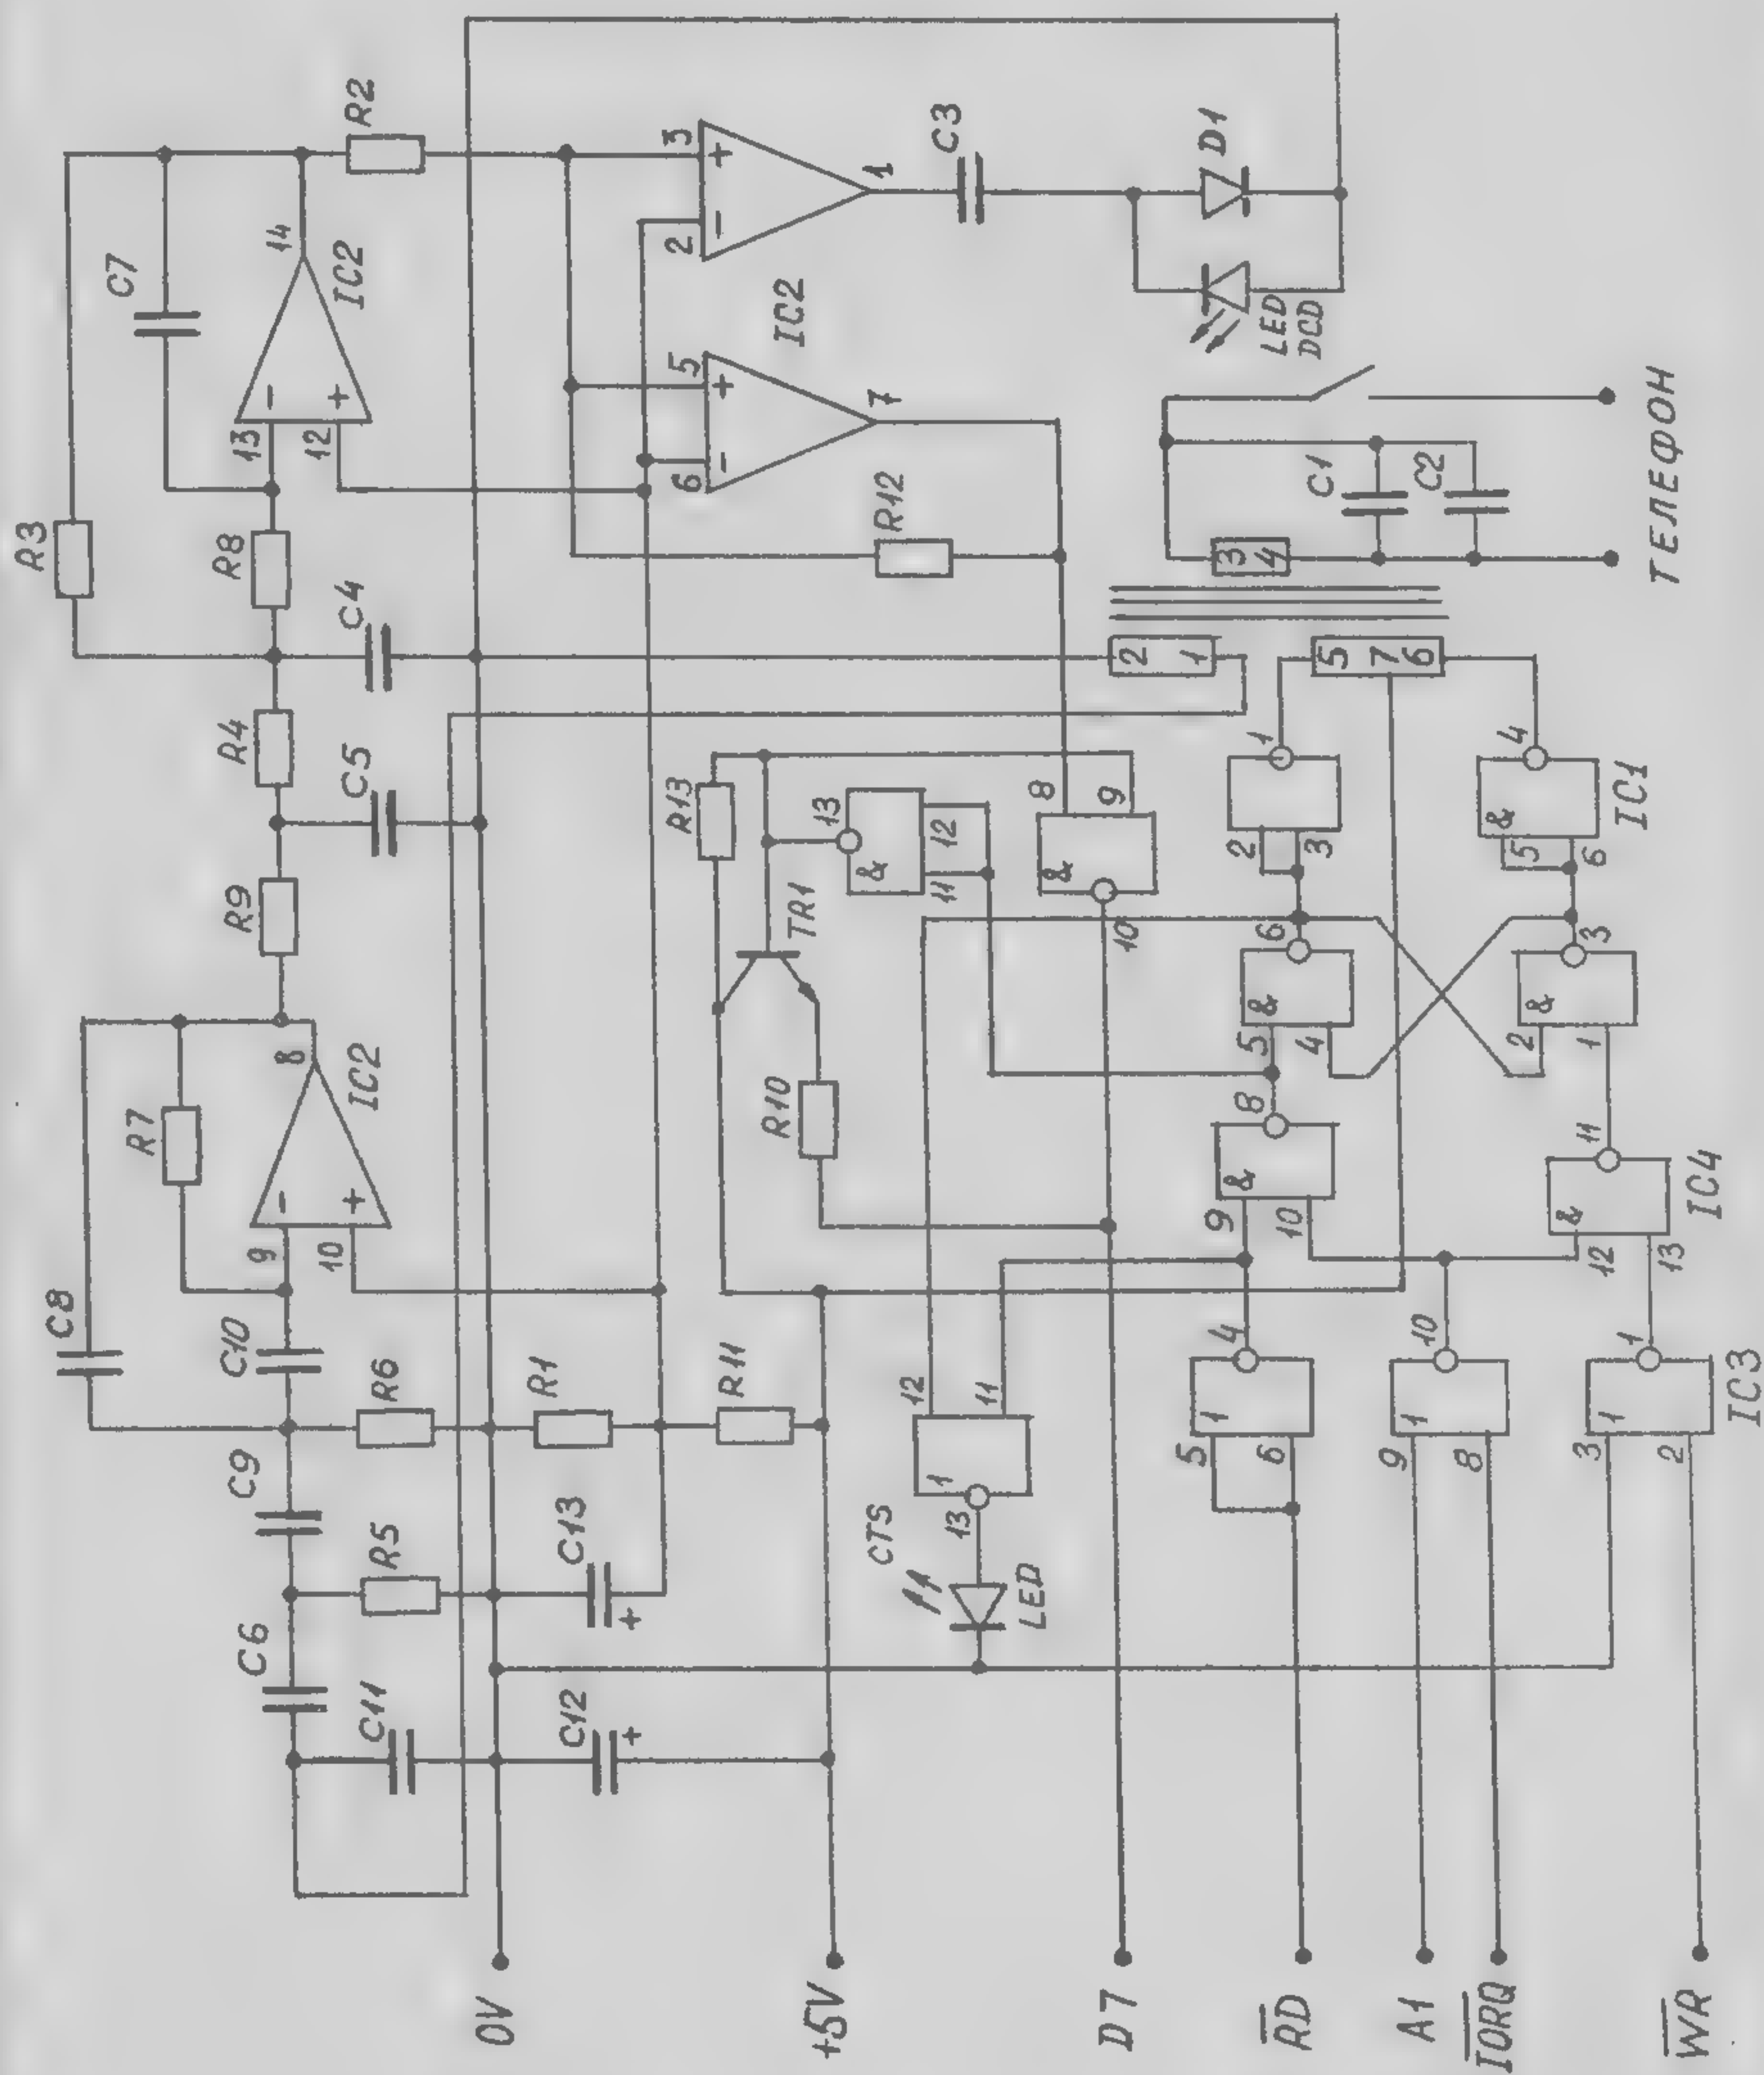 R3
C7
R2
14
R8
13
12
IC2
C4
R4
C5
R9
C8
R7
8
IC2
9
10
C10
C9
R6
R1
R11
C6
R5
C13
+
C11
C12
+
3
+
2
–
1
5
+
6
–
7
IC2
C3
D1
LED
DCD
R12
C1
C2
3
4
ТЕЛЕФОН
2
1
5
7
6
R13
13
&
12
11
TR1
R10
8
9
&
10
1
2
3
4
&
5
6
IC1
6
&
5
4
3
&
2
1
8
&
9
10
11
&
12
13
IC4
CTS
12
11
1
13
LED
4
1
5
6
10
1
9
8
1
1
3
2
IC3
0V
+5V
D7
RD
A1
IORQ
WR